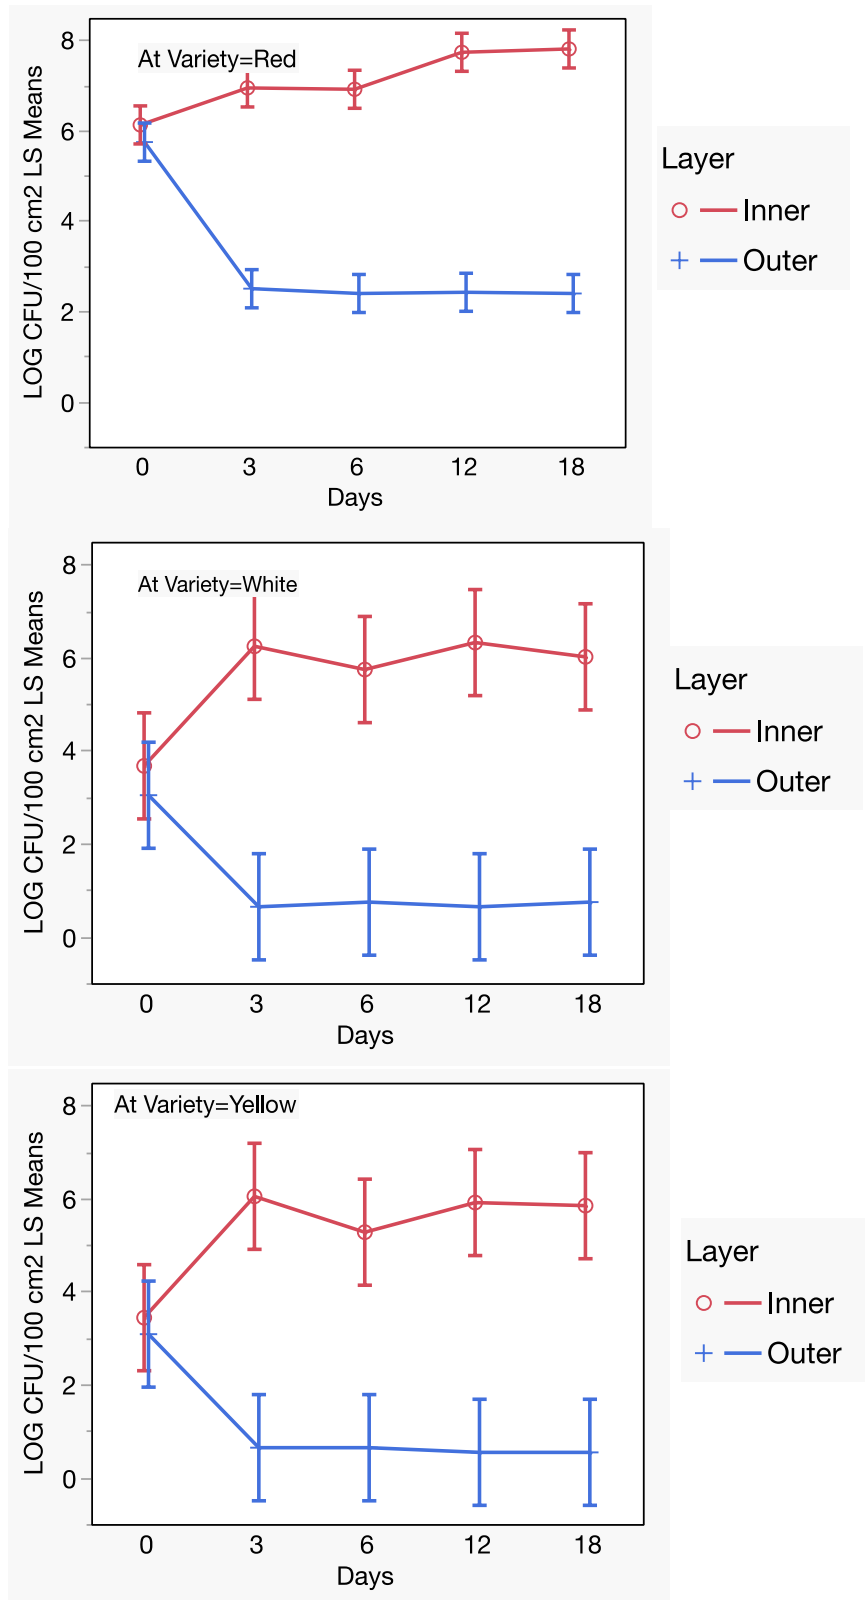 At Variety=Red
LOG CFU/100 cm2 LS Means
8
6
4
2
0
0 3 6 12 18
Days
Layer
Inner
Outer
At Variety=White
LOG CFU/100 cm2 LS Means
8
6
4
2
0
0 3 6 12 18
Days
Layer
Inner
Outer
At Variety=Yellow
LOG CFU/100 cm2 LS Means
8
6
4
2
0
0 3 6 12 18
Days
Layer
Inner
Outer